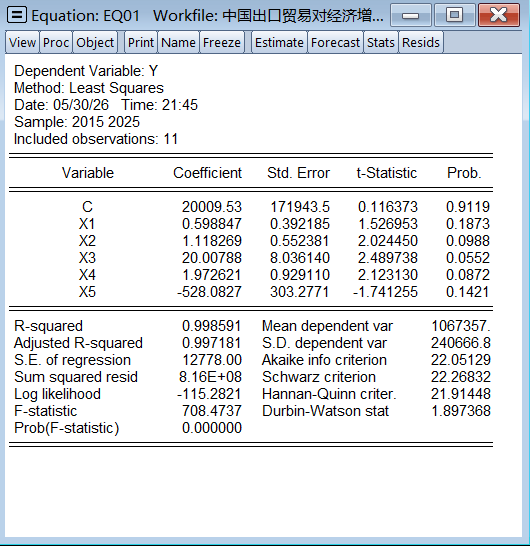 Equation: EQ01 Workfile: 中国出口贸易对经济增...
View Proc Object Print Name Freeze Estimate Forecast Stats Resids
Dependent Variable: Y
Method: Least Squares
Date: 05/30/26 Time: 21:45
Sample: 2015 2025
Included observations: 11
Variable Coefficient Std. Error t-Statistic Prob.
C 20009.53 171943.5 0.116373 0.9119
X1 0.598847 0.392185 1.526953 0.1873
X2 1.118269 0.552381 2.024450 0.0988
X3 20.00788 8.036140 2.489738 0.0552
X4 1.972621 0.929110 2.123130 0.0872
X5 -528.0827 303.2771 -1.741255 0.1421
R-squared 0.998591 Mean dependent var 1067357.
Adjusted R-squared 0.997181 S.D. dependent var 240666.8
S.E. of regression 12778.00 Akaike info criterion 22.05129
Sum squared resid 8.16E+08 Schwarz criterion 22.26832
Log likelihood -115.2821 Hannan-Quinn criter. 21.91448
F-statistic 708.4737 Durbin-Watson stat 1.897368
Prob(F-statistic) 0.000000